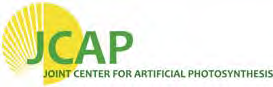 JCAP
JOINT CENTER FOR ARTIFICIAL PHOTOSYNTHESIS